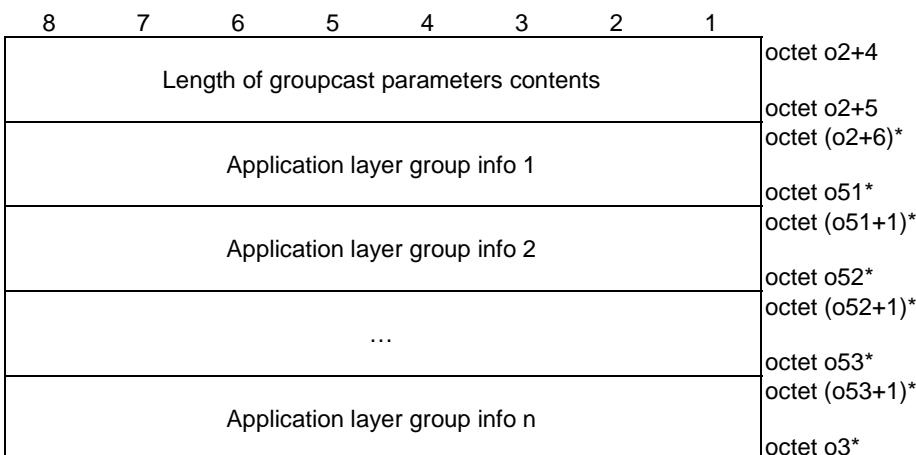 8 7 6 5 4 3 2 1
octet o2+4
Length of groupcast parameters contents
octet o2+5
octet (o2+6)*
Application layer group info 1
octet o51*
octet (o51+1)*
Application layer group info 2
octet o52*
octet (o52+1)*
…
octet o53*
octet (o53+1)*
Application layer group info n
octet o3*